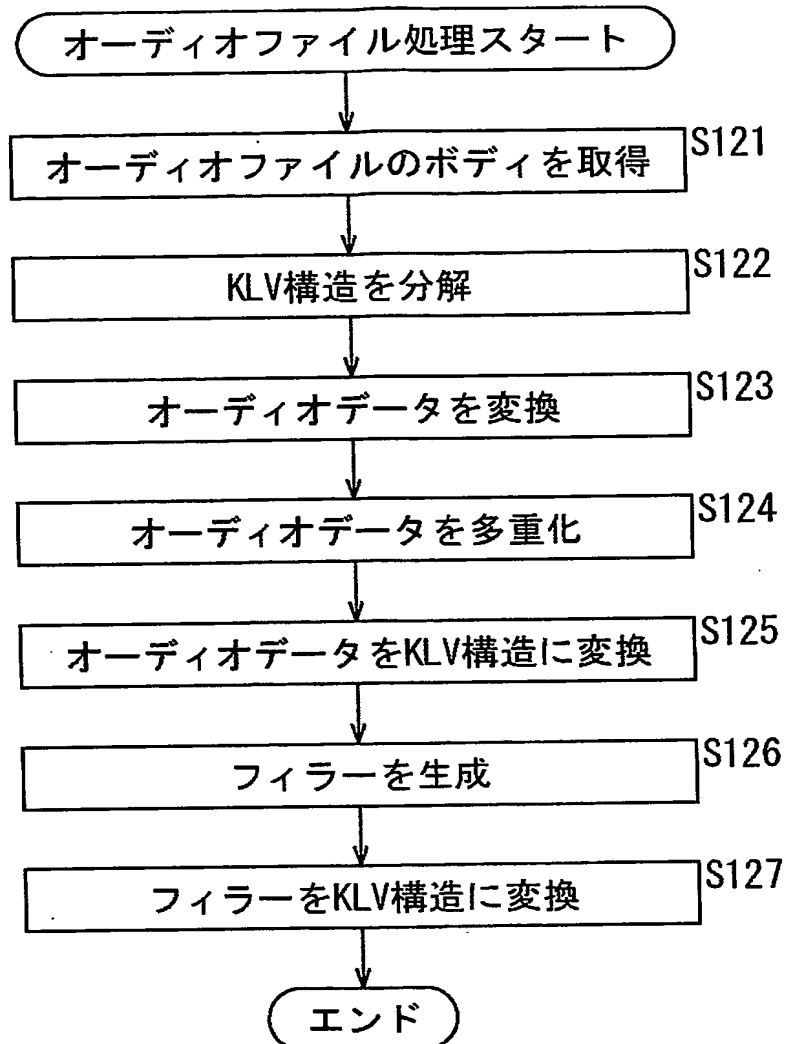 オーディオファイル処理スタート
オーディオファイルのボディを取得
S121
KLV構造を分解
S122
オーディオデータを変換
S123
オーディオデータを多重化
S124
オーディオデータをKLV構造に変換
S125
フィラーを生成
S126
フィラーをKLV構造に変換
S127
エンド